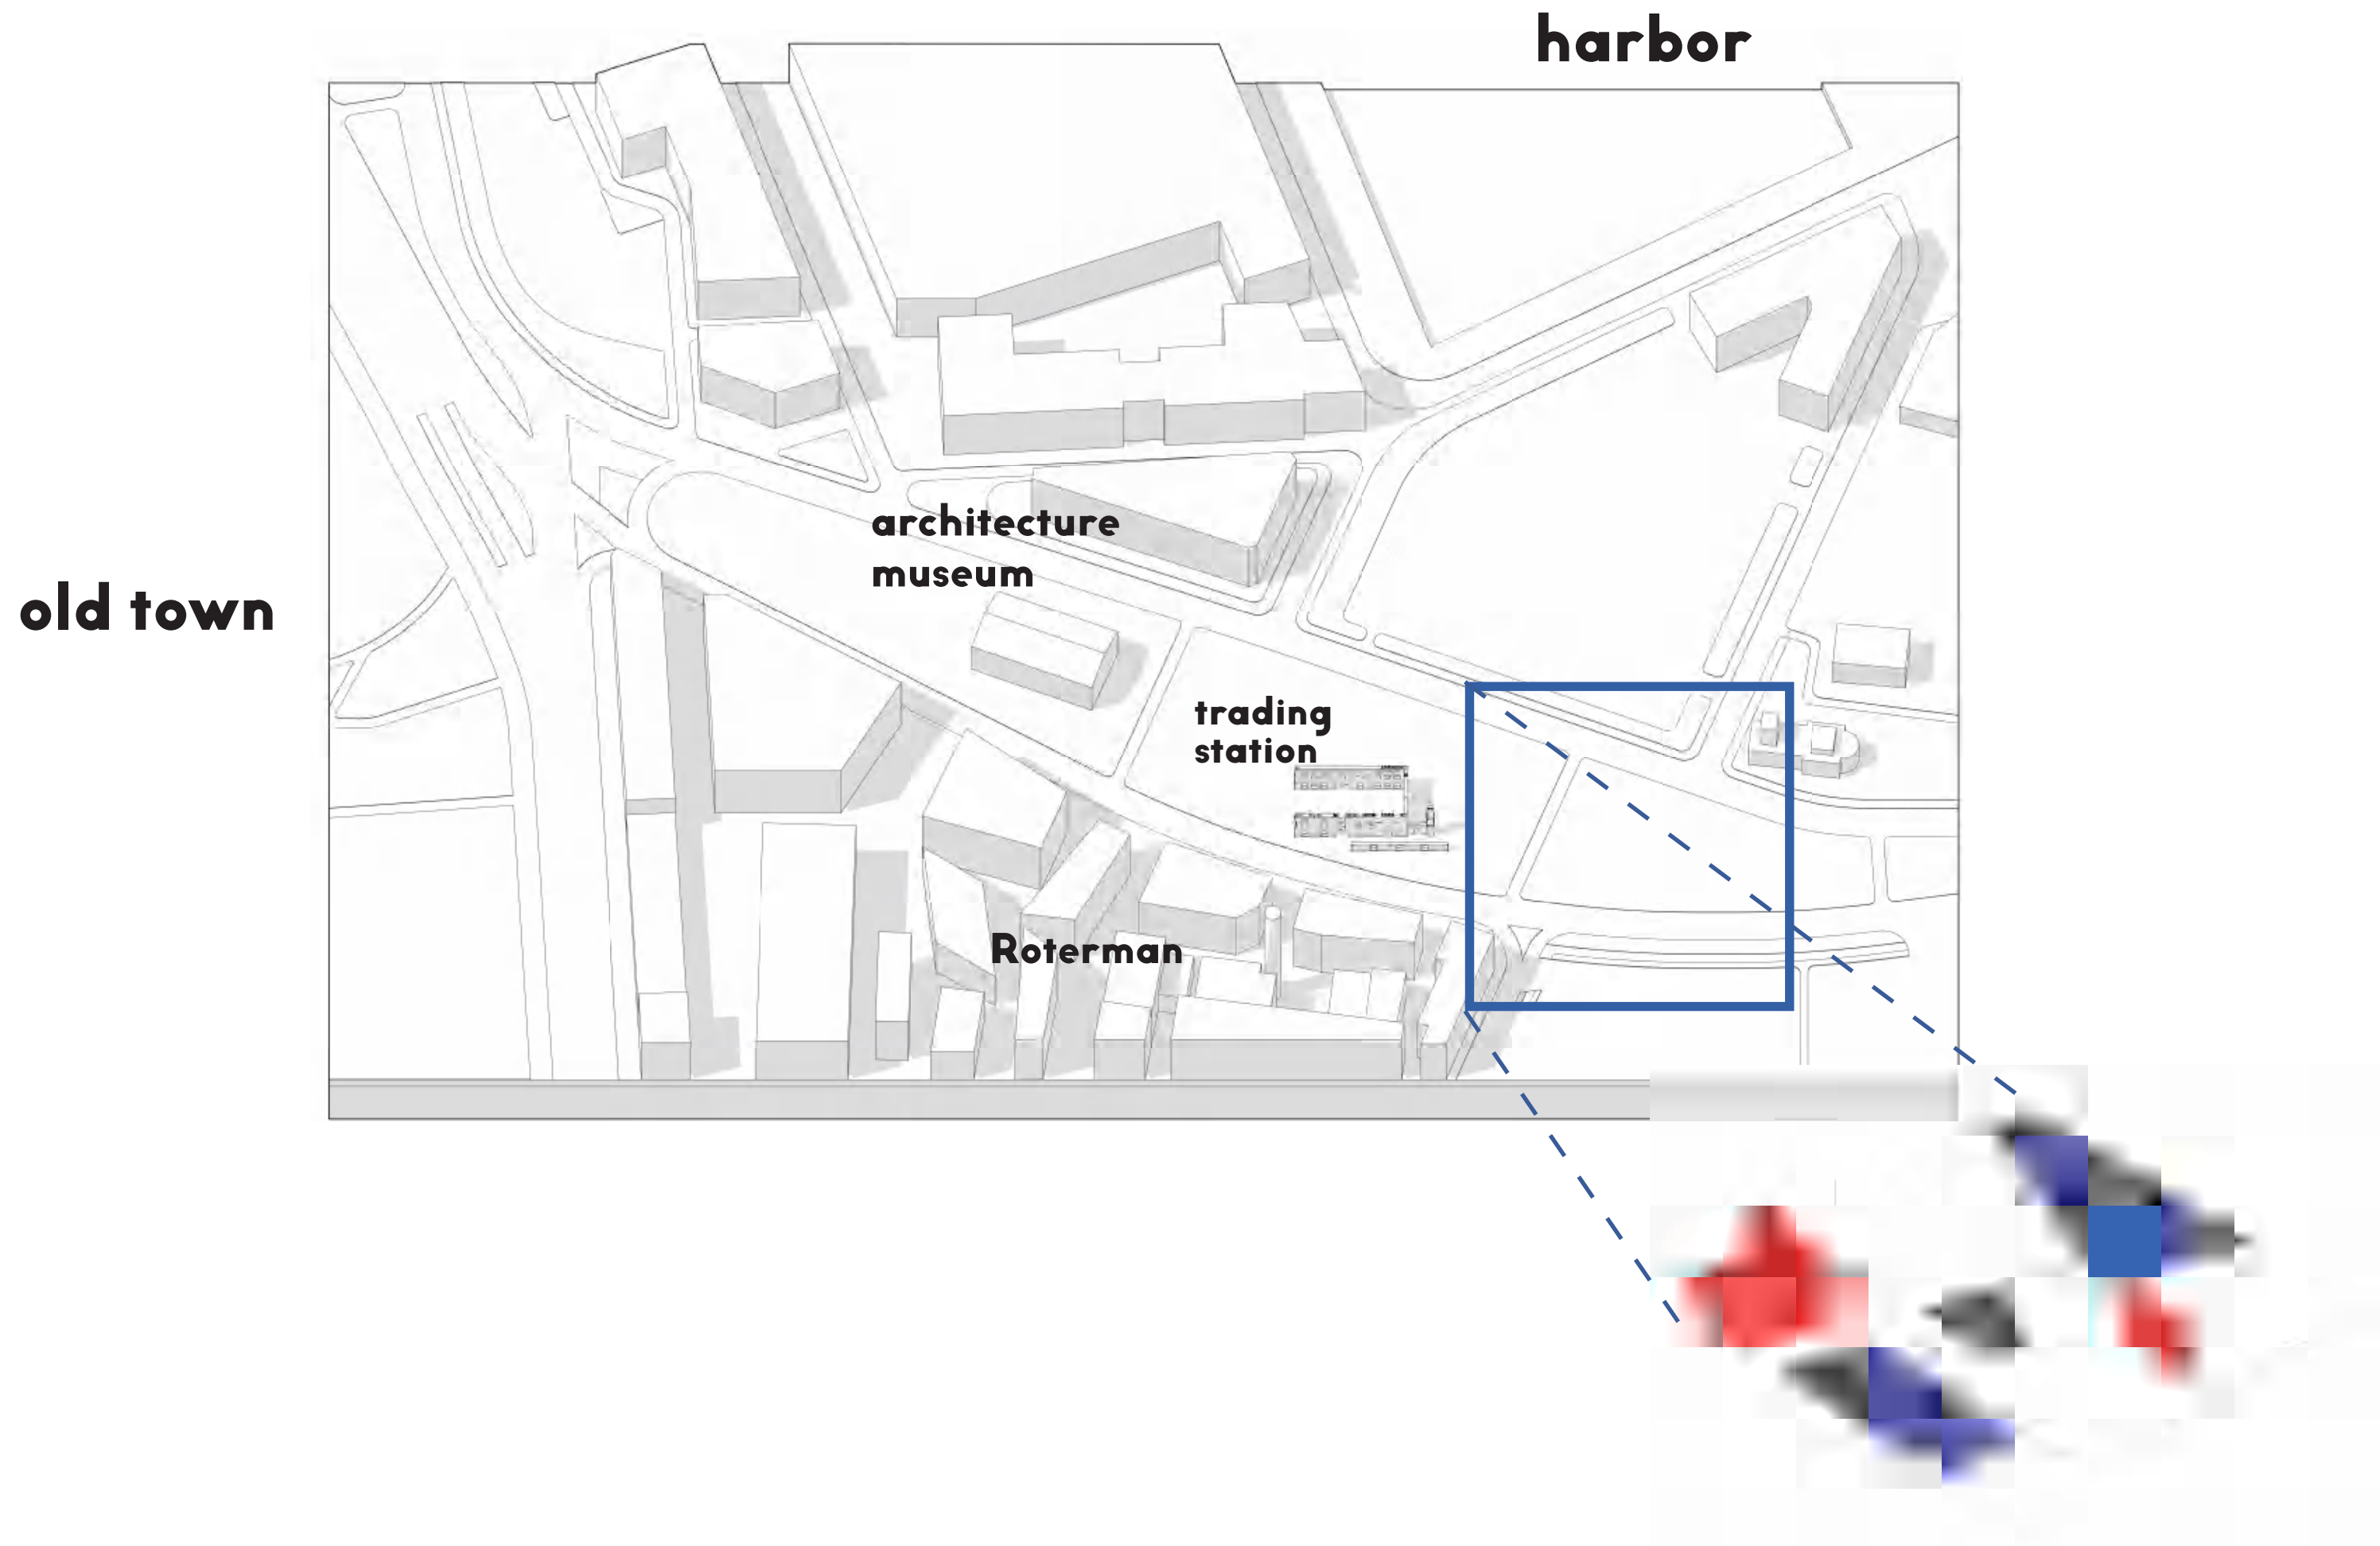 harbor
architecture
museum
old town
trading
station
Roterman